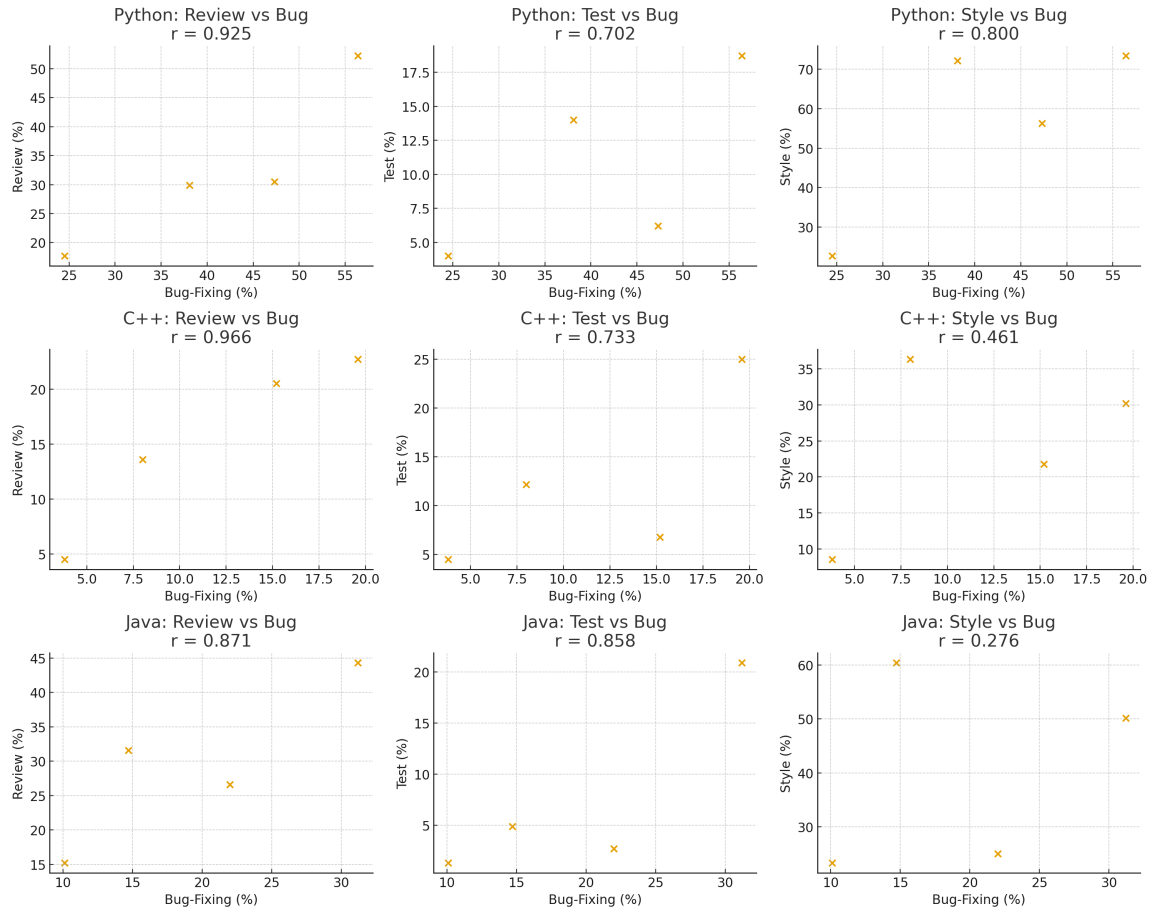 Python: Review vs Bug
r = 0.925
50
45
40
35
30
25
20
Review (%)
25 30 35 40 45 50 55
Bug-Fixing (%)
Python: Test vs Bug
r = 0.702
17.5
15.0
12.5
10.0
7.5
5.0
Test (%)
25 30 35 40 45 50 55
Bug-Fixing (%)
Python: Style vs Bug
r = 0.800
70
60
50
40
30
Style (%)
25 30 35 40 45 50 55
Bug-Fixing (%)
C++: Review vs Bug
r = 0.966
20
15
10
5
Review (%)
5.0 7.5 10.0 12.5 15.0 17.5 20.0
Bug-Fixing (%)
C++: Test vs Bug
r = 0.733
25
20
15
10
5
Test (%)
5.0 7.5 10.0 12.5 15.0 17.5 20.0
Bug-Fixing (%)
C++: Style vs Bug
r = 0.461
35
30
25
20
15
10
Style (%)
5.0 7.5 10.0 12.5 15.0 17.5 20.0
Bug-Fixing (%)
Java: Review vs Bug
r = 0.871
45
40
35
30
25
20
15
Review (%)
10 15 20 25 30
Bug-Fixing (%)
Java: Test vs Bug
r = 0.858
20
15
10
5
Test (%)
10 15 20 25 30
Bug-Fixing (%)
Java: Style vs Bug
r = 0.276
60
50
40
30
Style (%)
10 15 20 25 30
Bug-Fixing (%)